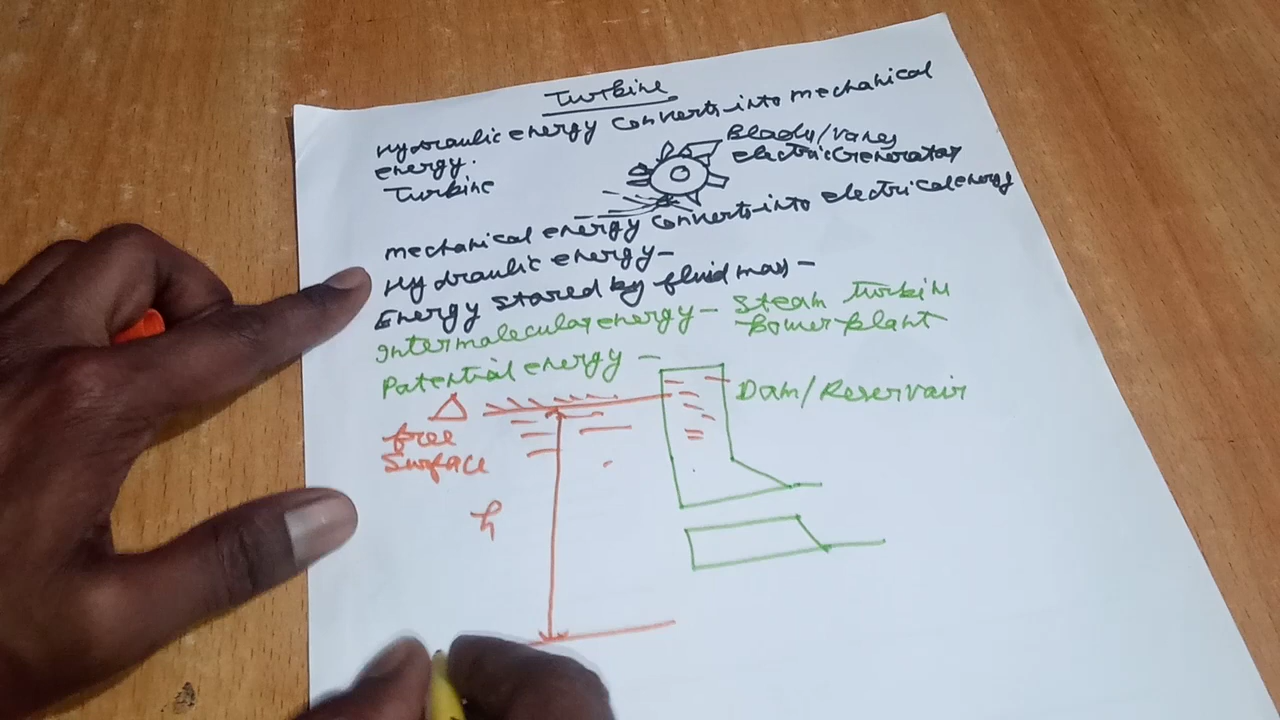 Turbine
Hydraulic energy converts into mechanical
energy.
Turbine
Blades/vanes
electric Generator
mechanical energy converts into electrical energy
Hydraulic energy-
Energy stored by fluid mass -
Intermolecular energy - Steam Turbine
Power plant
Potential energy -
Dam/Reservoir
free
Surface
h